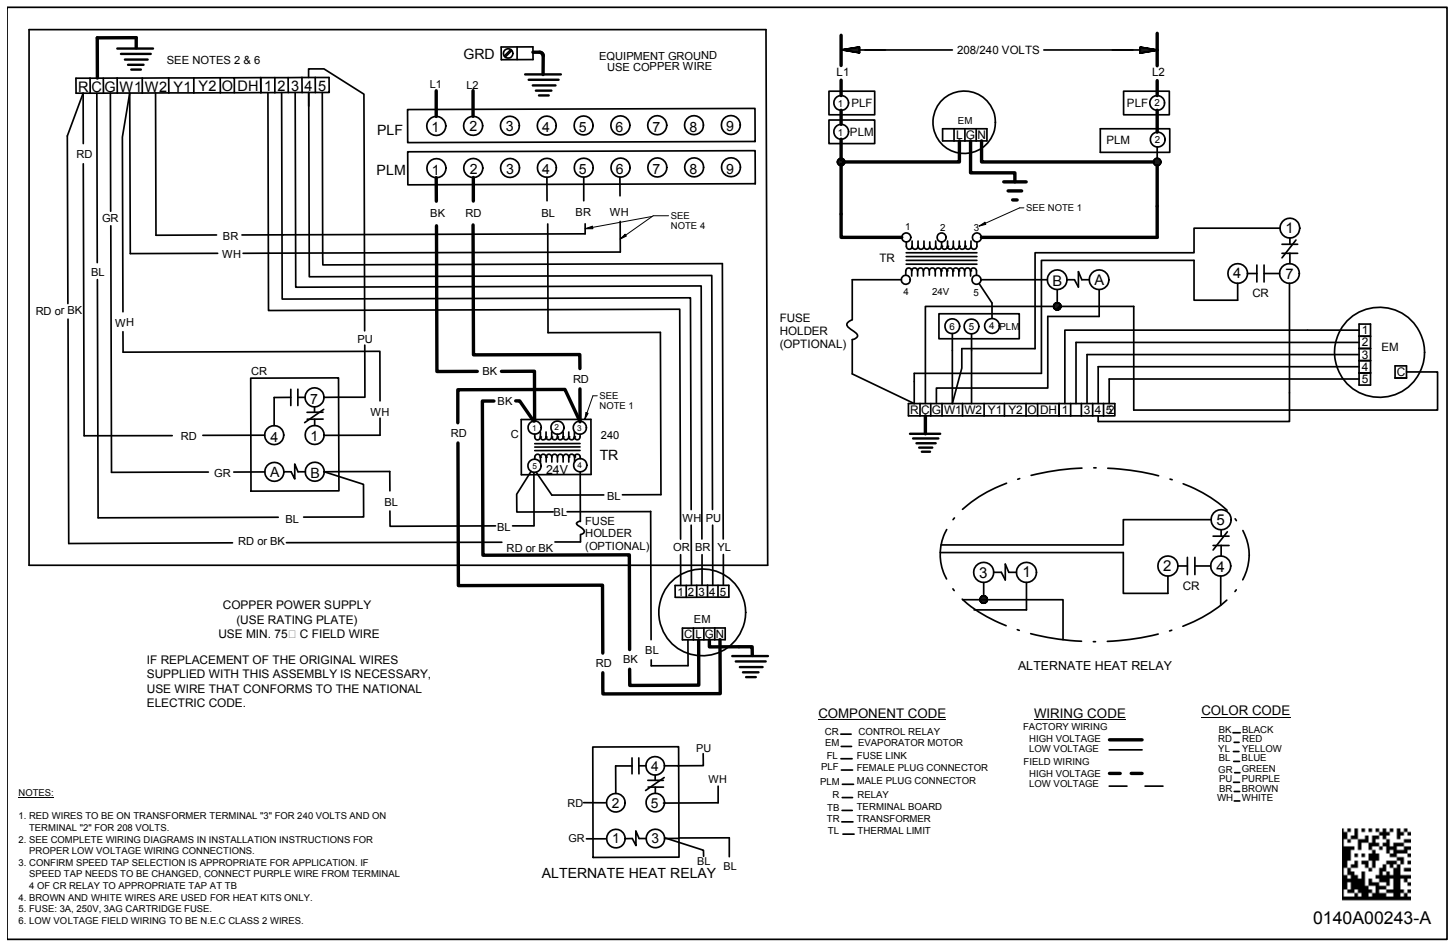 SEE NOTES 2 & 6
GRD
EQUIPMENT GROUND
USE COPPER WIRE
R C G W1 W2 Y1 Y2 O DH 1 2 3 4 5
L1 L2
PLF 1 2 3 4 5 6 7 8 9
PLM 1 2 3 4 5 6 7 8 9
BK RD BL BR WH
SEE
NOTE 4
RD
GR
BR
WH
BL
RD or BK
WH
PU
CR
7
4 1
A B
RD
GR
WH
BL
BL
RD or BK
BK
BK
RD
RD
SEE
NOTE 1
C 1 2 3 240
TR
5 24V 4
BL
BL
BL
RD or BK
FUSE
HOLDER
(OPTIONAL)
WH PU
OR BR YL
1 2 3 4 5
EM
C L G N
RD BK BL
COPPER POWER SUPPLY
(USE RATING PLATE)
USE MIN. 75□ C FIELD WIRE
IF REPLACEMENT OF THE ORIGINAL WIRES
SUPPLIED WITH THIS ASSEMBLY IS NECESSARY,
USE WIRE THAT CONFORMS TO THE NATIONAL
ELECTRIC CODE.
PU
WH
RD
GR
4
2 5
1 3
BL BL
ALTERNATE HEAT RELAY
NOTES:
1. RED WIRES TO BE ON TRANSFORMER TERMINAL "3" FOR 240 VOLTS AND ON
TERMINAL "2" FOR 208 VOLTS.
2. SEE COMPLETE WIRING DIAGRAMS IN INSTALLATION INSTRUCTIONS FOR
PROPER LOW VOLTAGE WIRING CONNECTIONS.
3. CONFIRM SPEED TAP SELECTION IS APPROPRIATE FOR APPLICATION. IF
SPEED TAP NEEDS TO BE CHANGED, CONNECT PURPLE WIRE FROM TERMINAL
4 OF CR RELAY TO APPROPRIATE TAP AT TB
4. BROWN AND WHITE WIRES ARE USED FOR HEAT KITS ONLY.
5. FUSE: 3A, 250V, 3AG CARTRIDGE FUSE.
6. LOW VOLTAGE FIELD WIRING TO BE N.E.C CLASS 2 WIRES.
208/240 VOLTS
L1 L2
1 PLF
1 PLM
EM
L G N
PLF 2
PLM 2
SEE NOTE 1
1 2 3
TR
4 24V 5
B A
1
4 7
CR
6 5 4 PLM
FUSE
HOLDER
(OPTIONAL)
1
2
3
4
5
EM
C
R C G W1 W2 Y1 Y2 O DH 1 3 4 5 2
5
3 1
2 4
CR
ALTERNATE HEAT RELAY
COMPONENT CODE
CR CONTROL RELAY
EM EVAPORATOR MOTOR
FL FUSE LINK
PLF FEMALE PLUG CONNECTOR
PLM MALE PLUG CONNECTOR
R RELAY
TB TERMINAL BOARD
TR TRANSFORMER
TL THERMAL LIMIT
WIRING CODE
FACTORY WIRING
HIGH VOLTAGE
LOW VOLTAGE
FIELD WIRING
HIGH VOLTAGE
LOW VOLTAGE
COLOR CODE
BK BLACK
RD RED
YL YELLOW
BL BLUE
GR GREEN
PU PURPLE
BR BROWN
WH WHITE
0140A00243-A